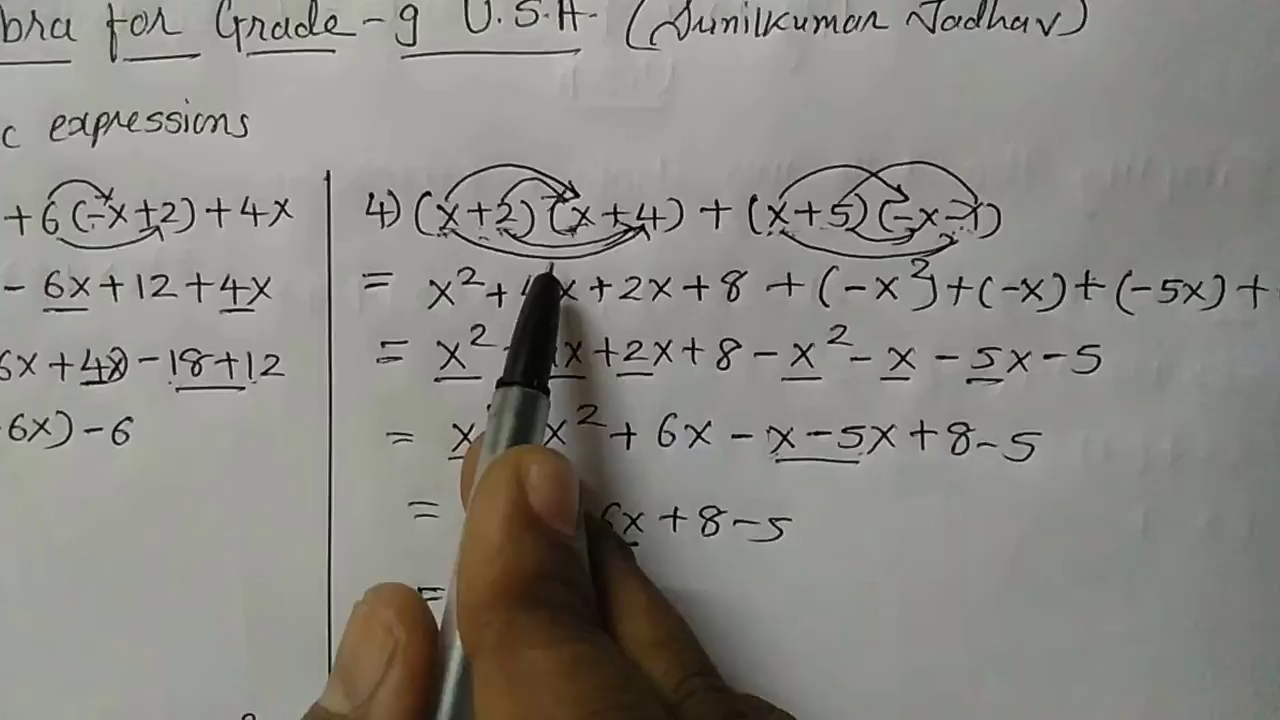 bra for Grade-9 U.S.A. (Sunilkumar Jadhav)
c expressions
+ 6(-x+2) + 4x
- 6x + 12 + 4x
6x + 4x) - 18 + 12
6x) - 6
4) (x+2) (x+4) + (x+5) (-x-1)
= x² + 4x + 2x + 8 + (-x²) + (-x) + (-5x) +
= x² x + 2x + 8 - x² - x - 5x - 5
= x x² + 6x - x - 5x + 8 - 5
= 6x + 8 - 5
=